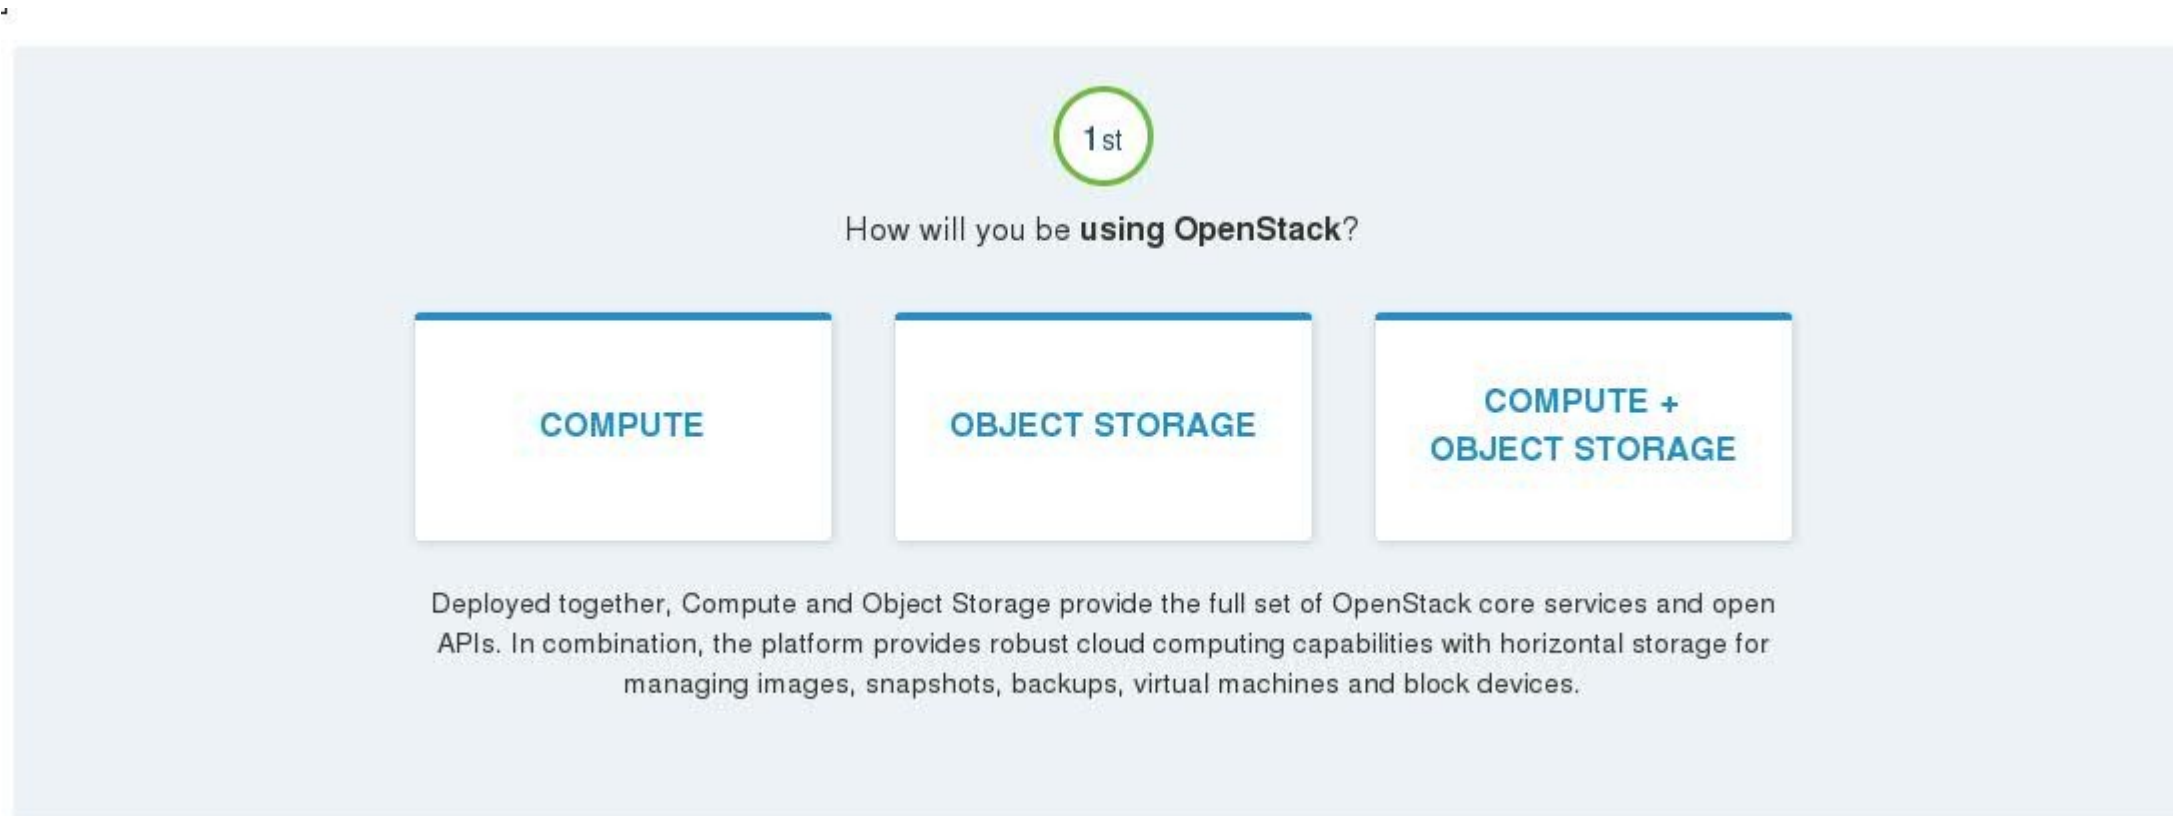 1st
How will you be using OpenStack?
COMPUTE
OBJECT STORAGE
COMPUTE +
OBJECT STORAGE
Deployed together, Compute and Object Storage provide the full set of OpenStack core services and open
APIs. In combination, the platform provides robust cloud computing capabilities with horizontal storage for
managing images, snapshots, backups, virtual machines and block devices.